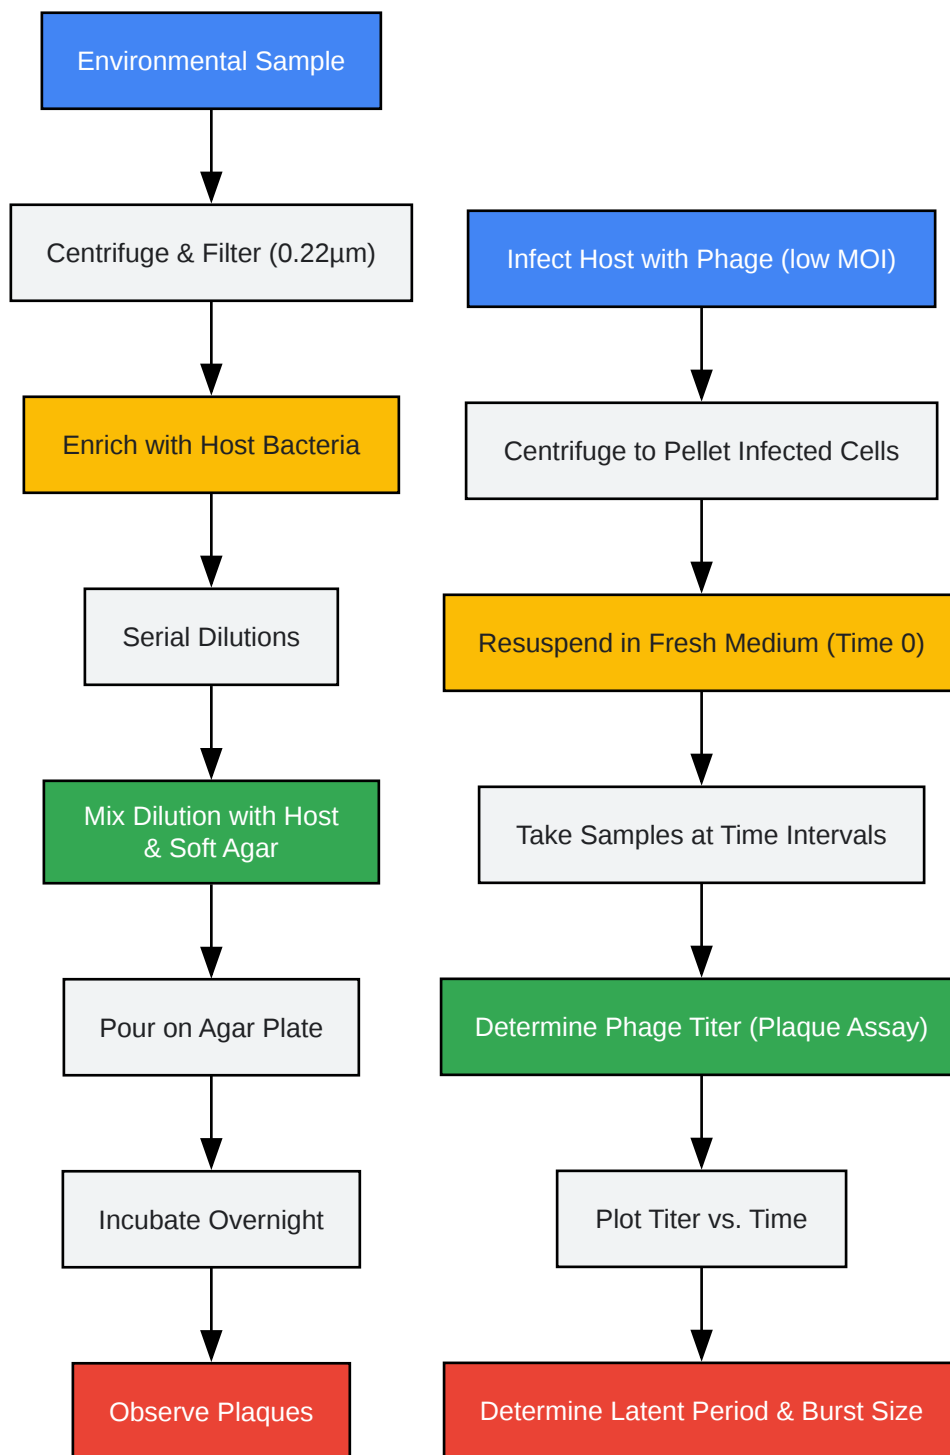 Environmental Sample
Centrifuge & Filter (0.22µm)
Enrich with Host Bacteria
Serial Dilutions
Mix Dilution with Host
& Soft Agar
Pour on Agar Plate
Incubate Overnight
Observe Plaques
Infect Host with Phage (low MOI)
Centrifuge to Pellet Infected Cells
Resuspend in Fresh Medium (Time 0)
Take Samples at Time Intervals
Determine Phage Titer (Plaque Assay)
Plot Titer vs. Time
Determine Latent Period & Burst Size